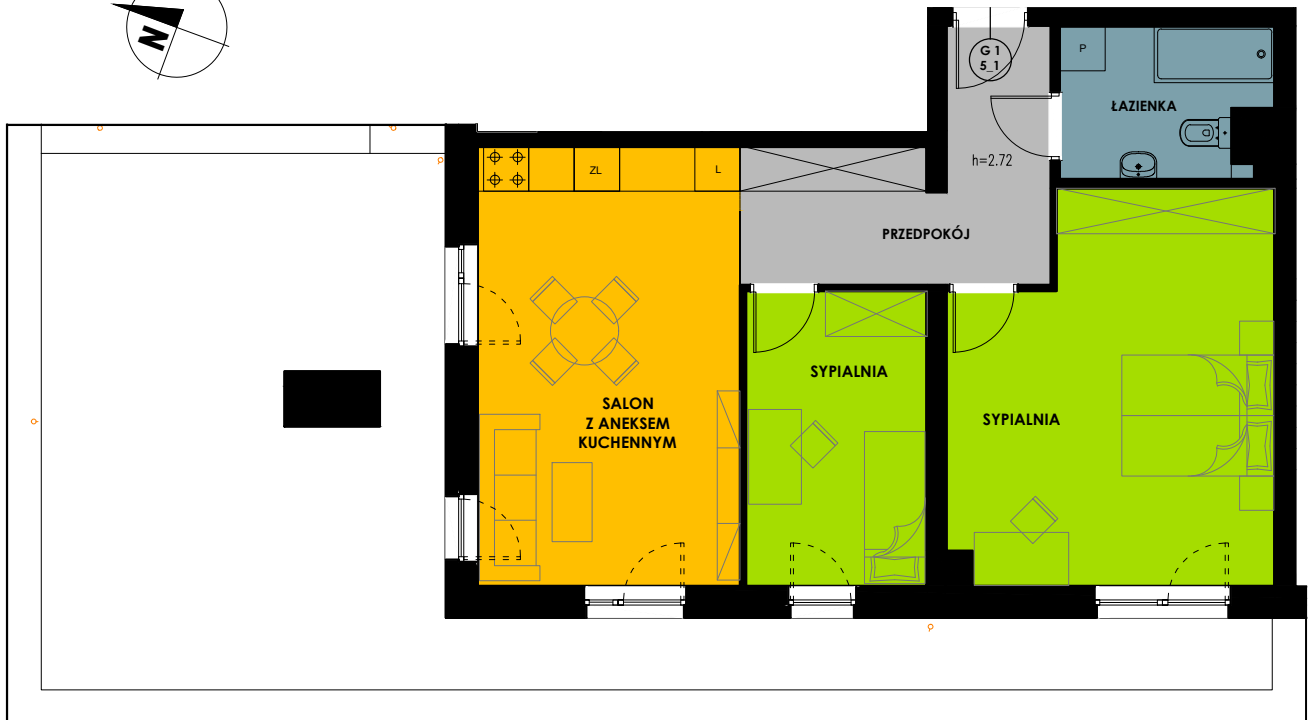 N
G 1
5_1
P
ŁAZIENKA
h=2.72
ZL
L
PRZEDPOKÓJ
SYPIALNIA
SALON
Z ANEKSEM
KUCHENNYM
SYPIALNIA